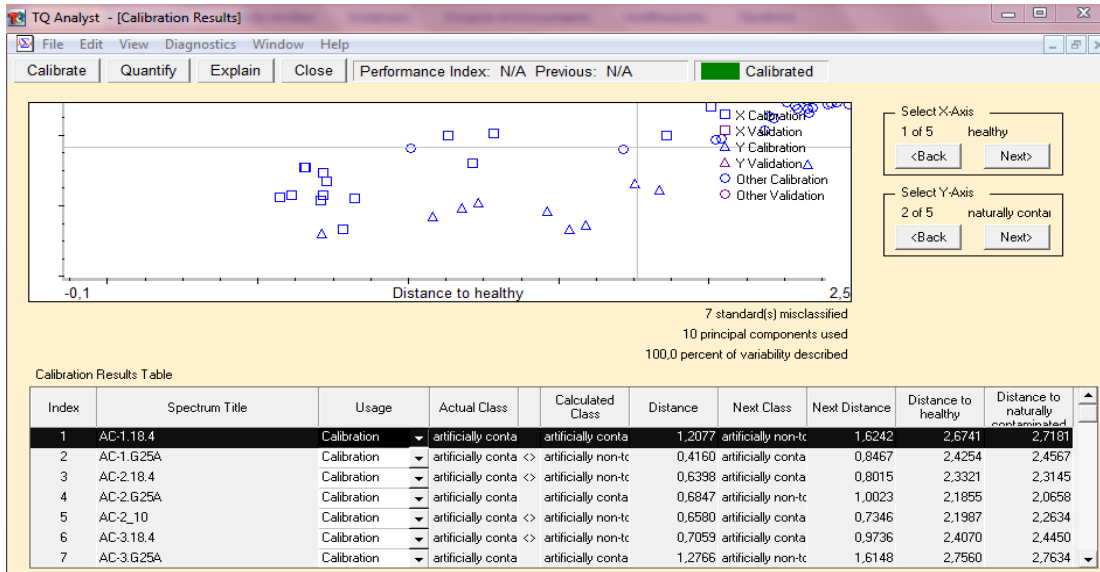 TQ Analyst - [Calibration Results]
File Edit View Diagnostics Window Help
Calibrate Quantify Explain Close Performance Index: N/A Previous: N/A Calibrated
X Calibration
X Validation
Y Calibration
Y Validation
Other Calibration
Other Validation
-0,1 Distance to healthy 2,5
Select X-Axis
1 of 5 healthy
<Back Next>
Select Y-Axis
2 of 5 naturally contai
<Back Next>
7 standard(s) misclassified
10 principal components used
100,0 percent of variability described
Calibration Results Table
Index Spectrum Title Usage Actual Class Calculated Class Distance Next Class Next Distance Distance to healthy Distance to naturally contaminated
1 AC-1.18.4 Calibration artificially conta artificially conta 1,2077 artificially non-to 1,6242 2,6741 2,7181
2 AC-1.G25A Calibration artificially conta <> artificially non-to 0,4160 artificially conta 0,8467 2,4254 2,4567
3 AC-2.18.4 Calibration artificially conta <> artificially non-to 0,6398 artificially conta 0,8015 2,3321 2,3145
4 AC-2.G25A Calibration artificially conta artificially conta 0,6847 artificially non-to 1,0023 2,1855 2,0658
5 AC-2_10 Calibration artificially conta <> artificially non-to 0,6580 artificially conta 0,7346 2,1987 2,2634
6 AC-3.18.4 Calibration artificially conta <> artificially non-to 0,7059 artificially conta 0,9736 2,4070 2,4450
7 AC-3.G25A Calibration artificially conta artificially conta 1,2766 artificially non-to 1,6148 2,7560 2,7634